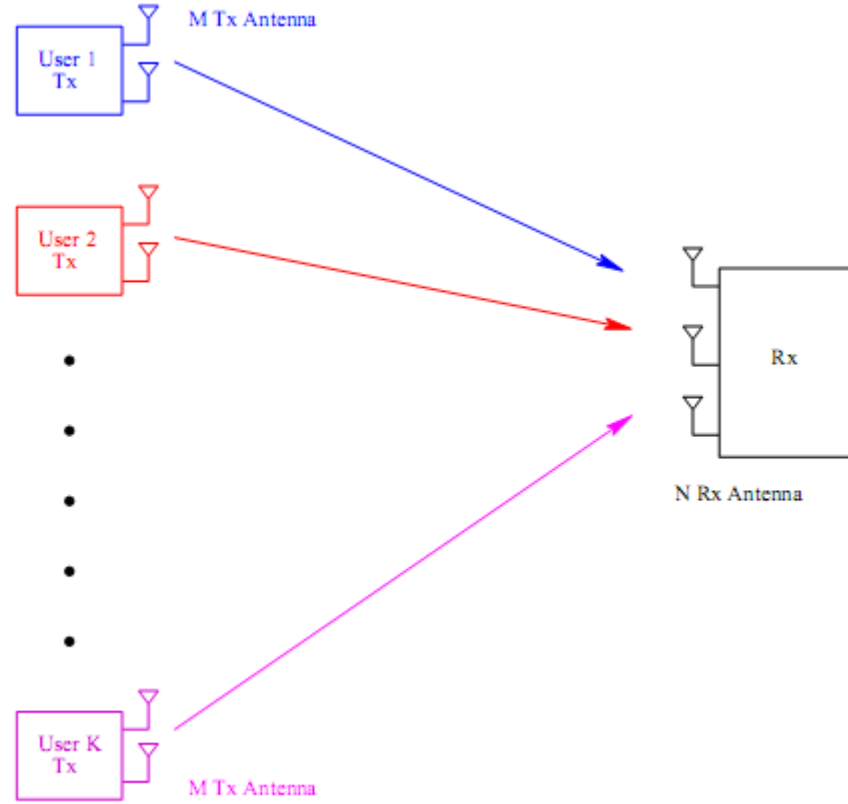 M Tx Antenna
User 1
Tx
User 2
Tx
Rx
N Rx Antenna
User K
Tx
M Tx Antenna